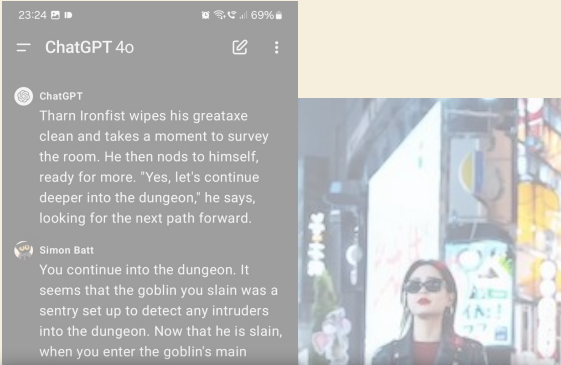 23:24 69%
ChatGPT 4o
ChatGPT
Tharn Ironfist wipes his greataxe
clean and takes a moment to survey
the room. He then nods to himself,
ready for more. "Yes, let's continue
deeper into the dungeon," he says,
looking for the next path forward.
Simon Batt
You continue into the dungeon. It
seems that the goblin you slain was a
sentry set up to detect any intruders
into the dungeon. Now that he is slain,
when you enter the goblin's main